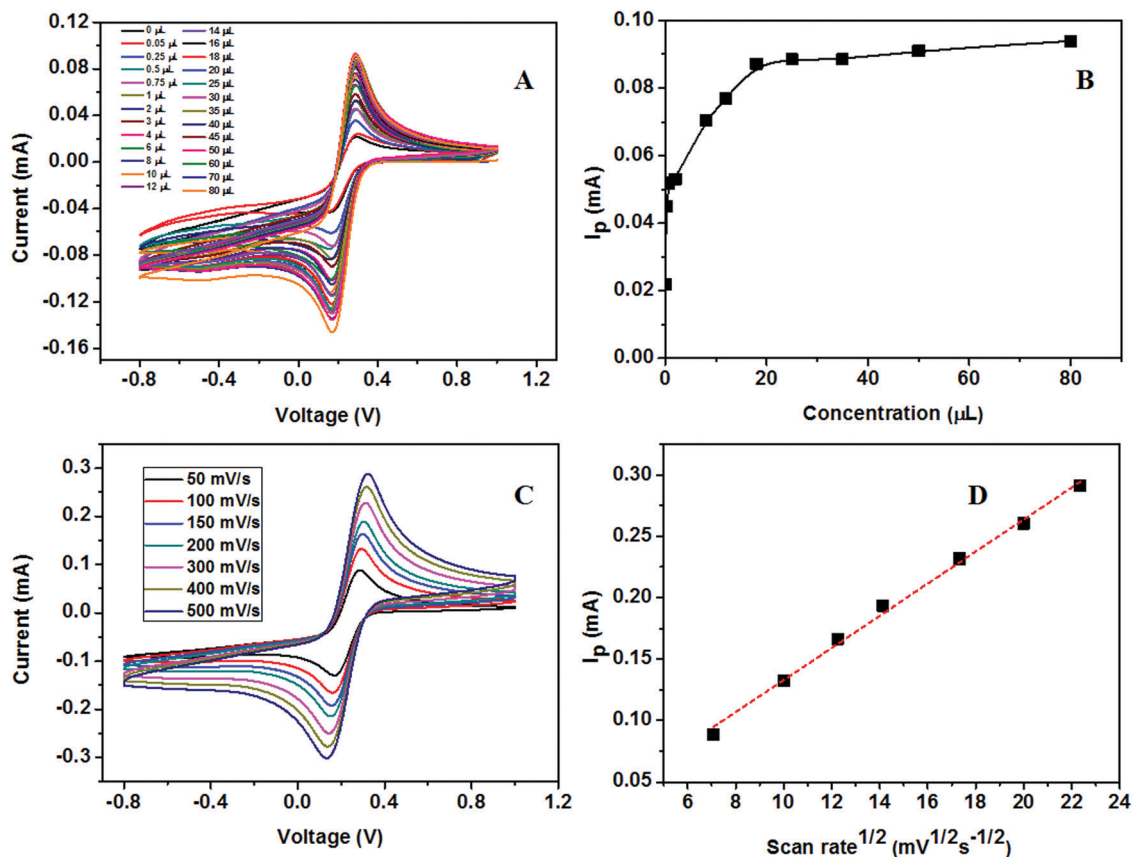 A
0 μL
0.05 μL
0.25 μL
0.5 μL
0.75 μL
1 μL
2 μL
3 μL
4 μL
6 μL
8 μL
10 μL
12 μL
14 μL
16 μL
18 μL
20 μL
25 μL
30 μL
35 μL
40 μL
45 μL
50 μL
60 μL
70 μL
80 μL
0.12
0.08
0.04
0.00
-0.04
-0.08
-0.12
-0.16
Current (mA)
-0.8
-0.4
0.0
0.4
0.8
1.2
Voltage (V)
B
0.10
0.08
0.06
0.04
0.02
0.00
Ip (mA)
0
20
40
60
80
Concentration (μL)
C
50 mV/s
100 mV/s
150 mV/s
200 mV/s
300 mV/s
400 mV/s
500 mV/s
0.3
0.2
0.1
0.0
-0.1
-0.2
-0.3
Current (mA)
-0.8
-0.4
0.0
0.4
0.8
1.2
Voltage (V)
D
0.30
0.25
0.20
0.15
0.10
0.05
Ip (mA)
6
8
10
12
14
16
18
20
22
24
Scan rate^1/2 (mV^1/2s^-1/2)